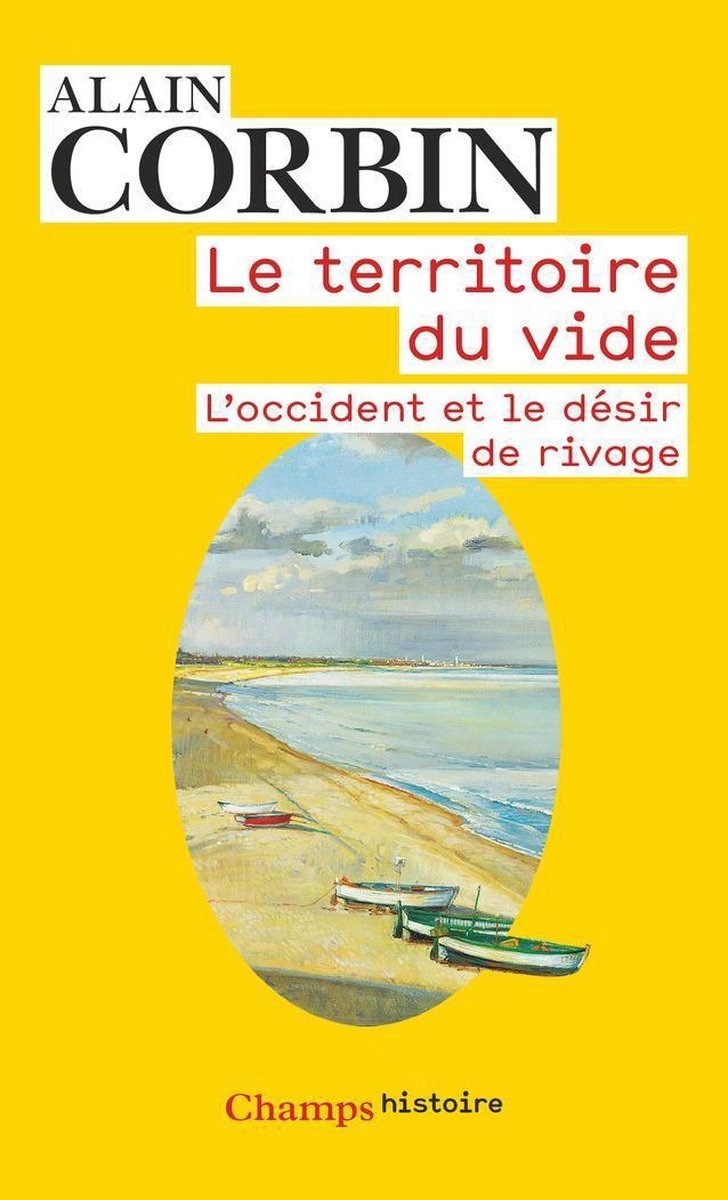 ALAIN
CORBIN
Le territoire
du vide
L'occident et le désir
de rivage
Champs histoire